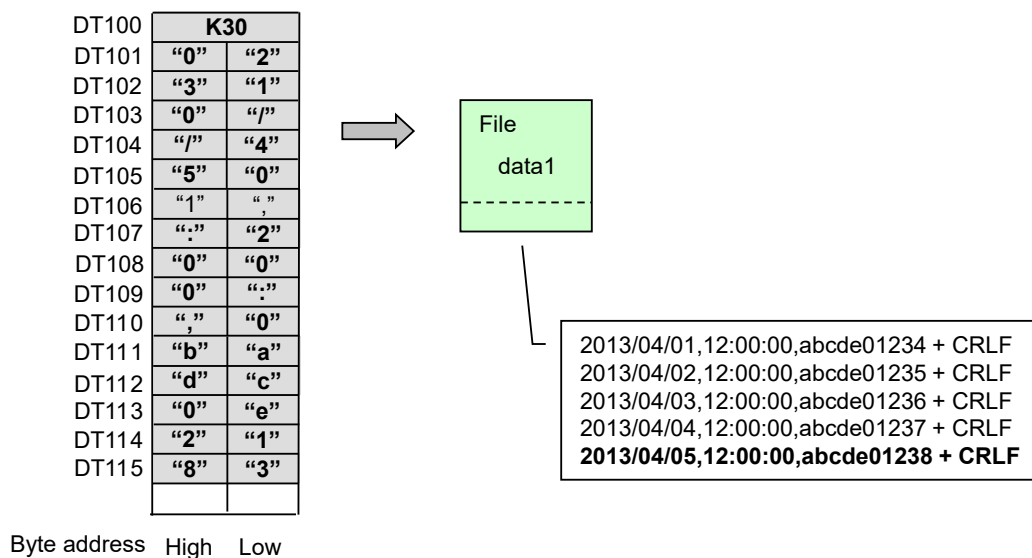 DT100 K30
DT101 “0” “2”
DT102 “3” “1”
DT103 “0” “/”
DT104 “/” “4”
DT105 “5” “0”
DT106 “1” “,”
DT107 “:” “2”
DT108 “0” “0”
DT109 “0” “:”
DT110 “,” “0”
DT111 “b” “a”
DT112 “d” “c”
DT113 “0” “e”
DT114 “2” “1”
DT115 “8” “3”
Byte address High Low
File
data1
2013/04/01,12:00:00,abcde01234 + CRLF
2013/04/02,12:00:00,abcde01235 + CRLF
2013/04/03,12:00:00,abcde01236 + CRLF
2013/04/04,12:00:00,abcde01237 + CRLF
2013/04/05,12:00:00,abcde01238 + CRLF